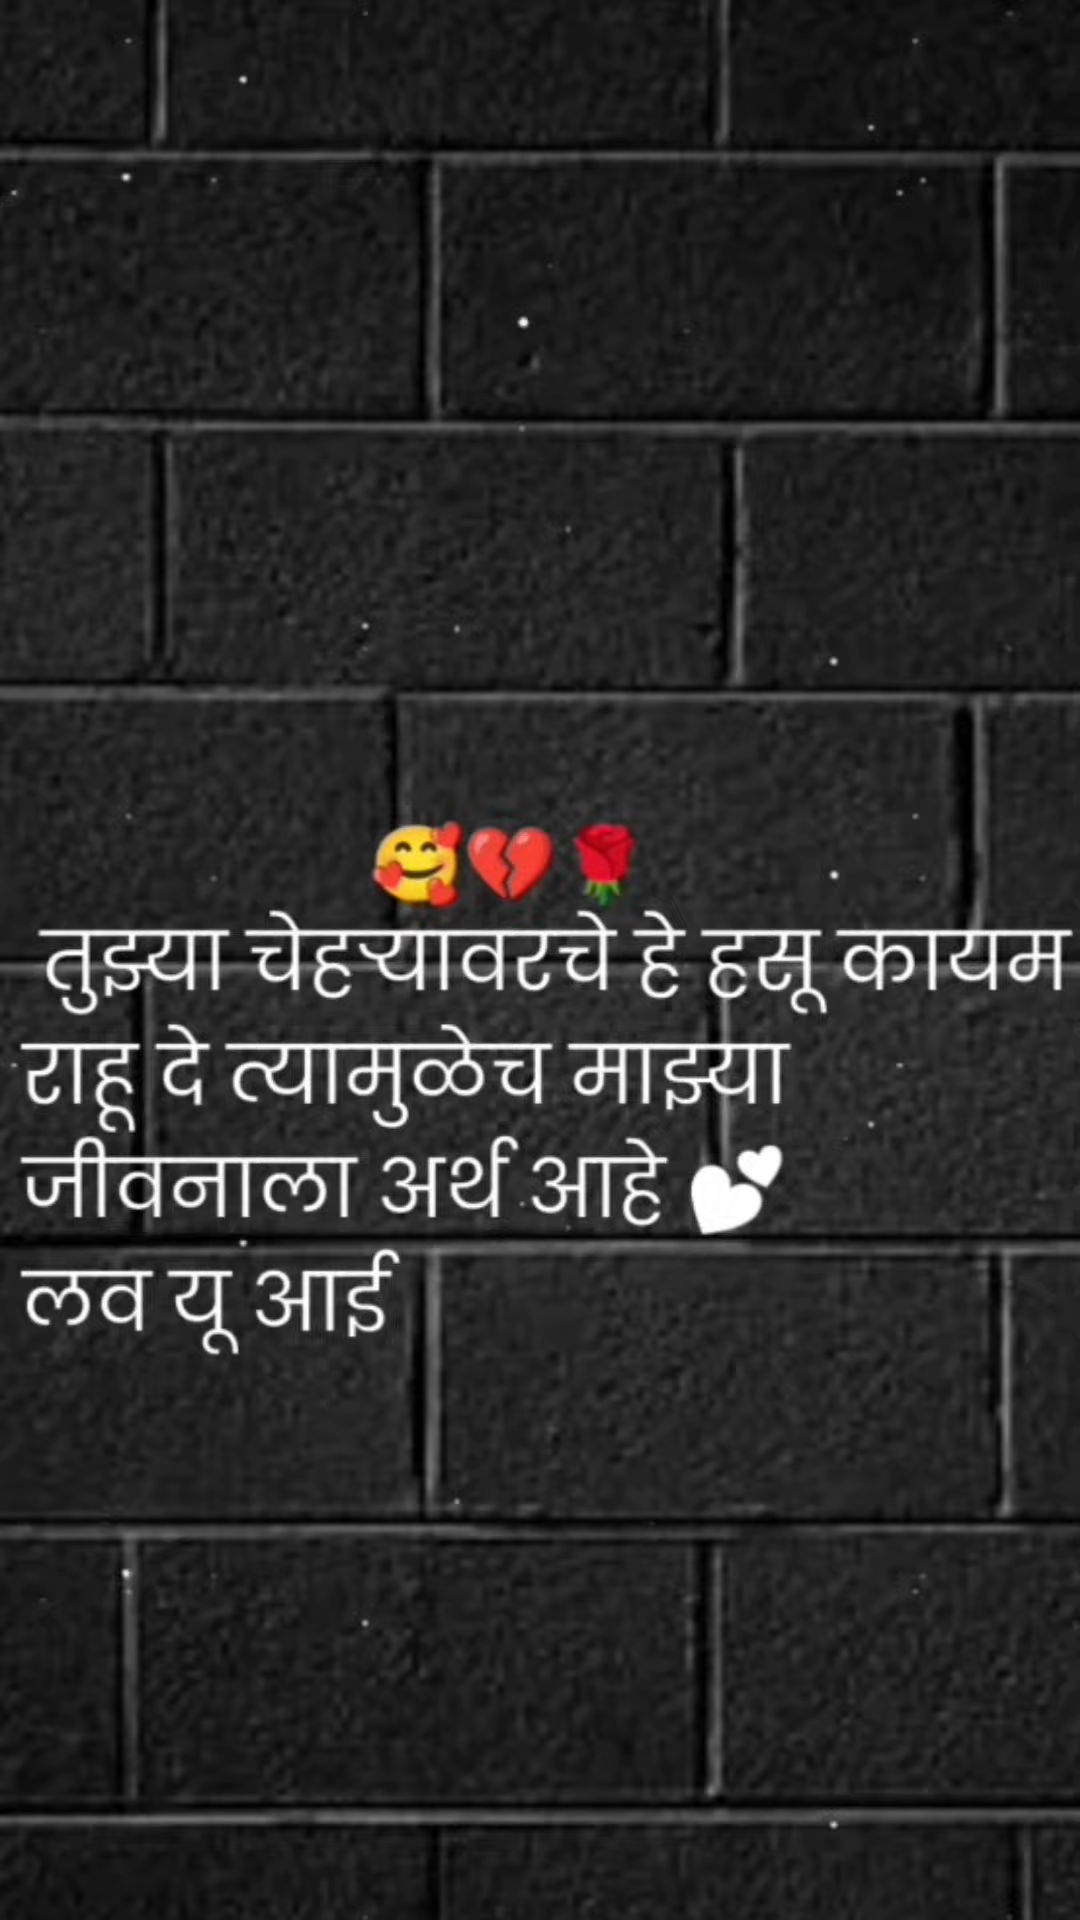 🥰💔🌹
तुझ्या चेहऱ्यावरचे हे हसू कायम
राहू दे त्यामुळेच माझ्या
जीवनाला अर्थ आहे 💕
लव यू आई